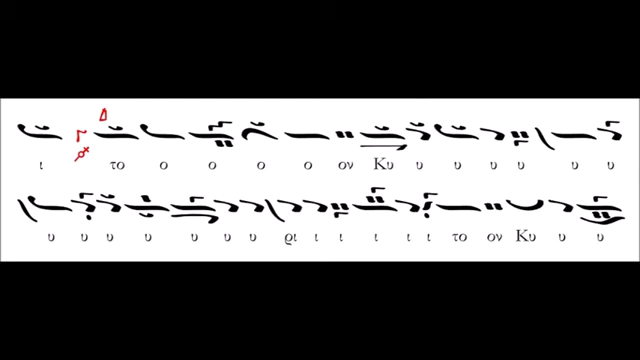 ι το ο ο ο ο ον Κυ υ υ υ υ υ υ
υ υ υ υ υ υ υ υ ρι ι ι ι ι ι το ον Κυ υ υ